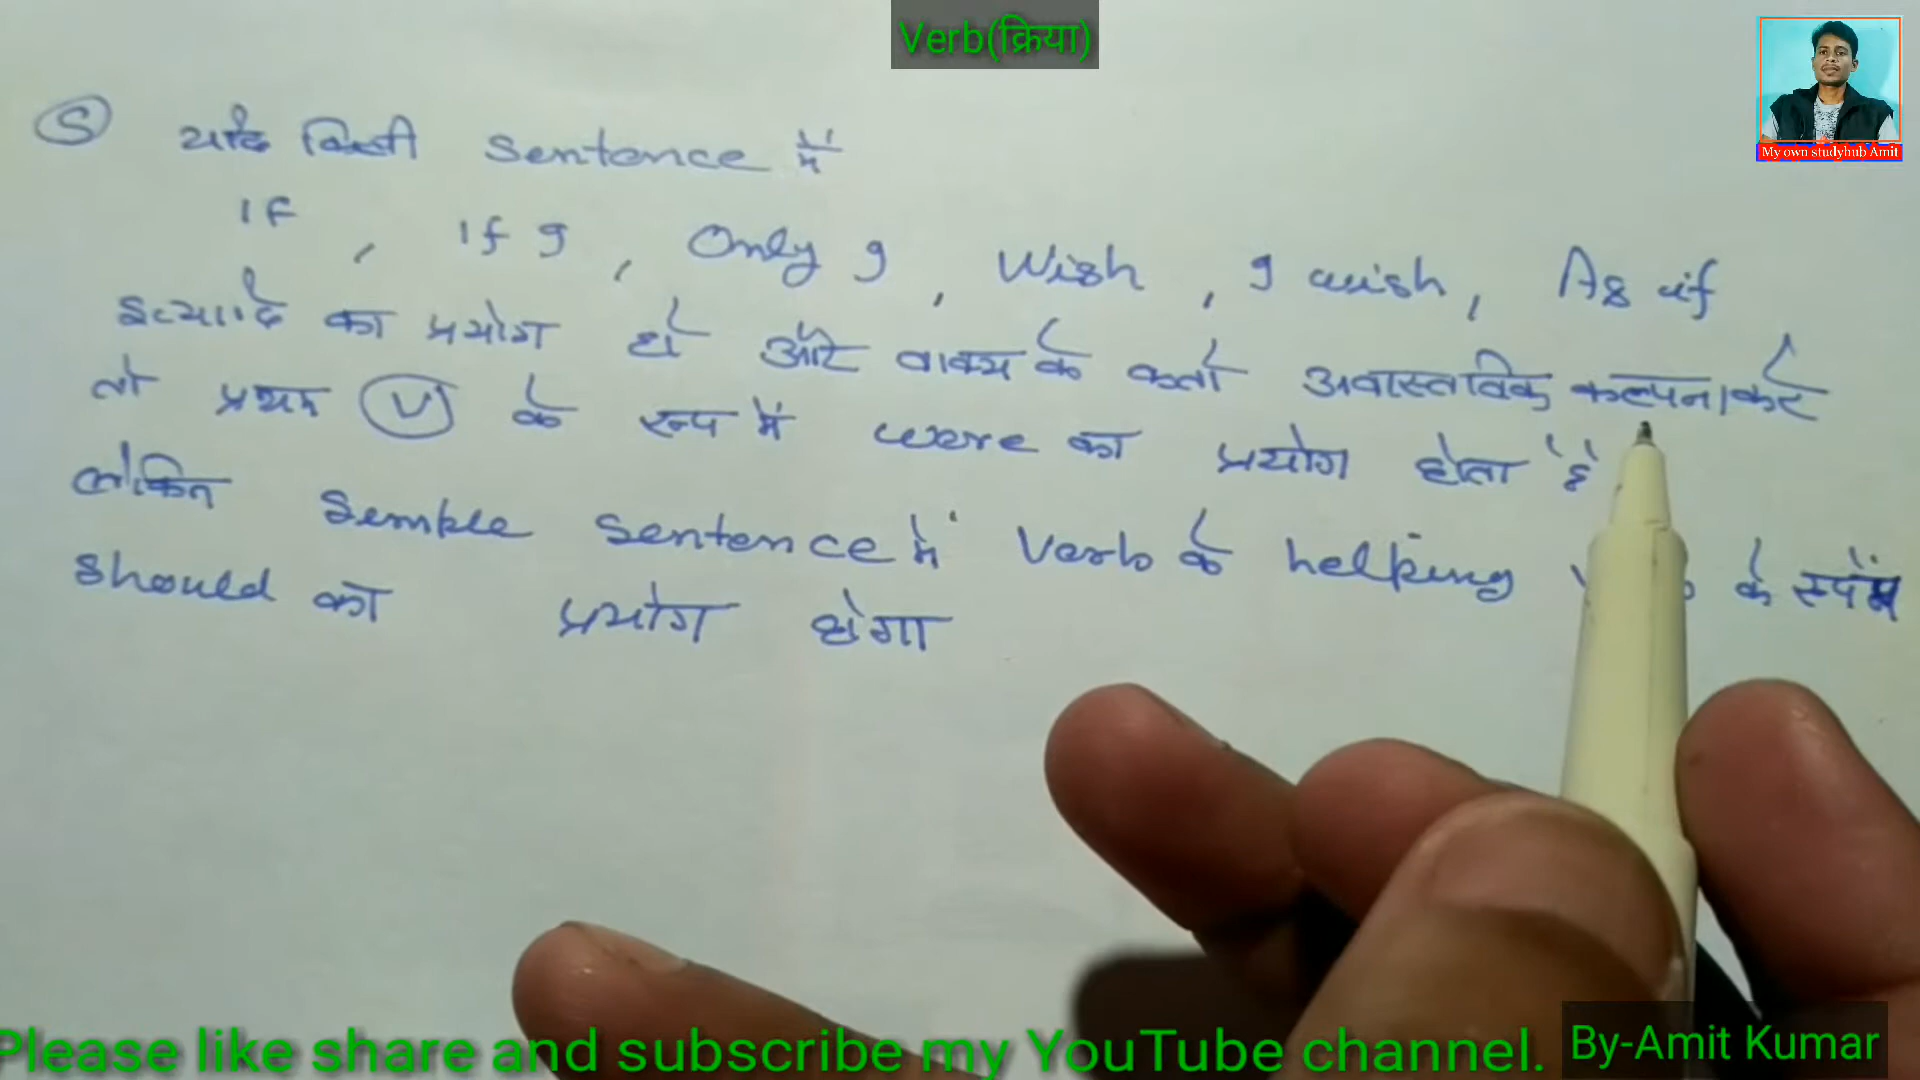 Verb(क्रिया)
My own studyhub Amit
(5) यदि किसी sentence में
If , If I , Only I , Wish , I wish , As if
इत्यादि का प्रयोग हो और वाक्य के कर्ता अवास्तविक कल्पना करे
तो प्रथम (V) के रूप में were का प्रयोग होता है
लेकिन Semble Sentence में Verb के helping के रूप में
Should का प्रयोग होगा
Please like share and subscribe my YouTube channel.
By-Amit Kumar